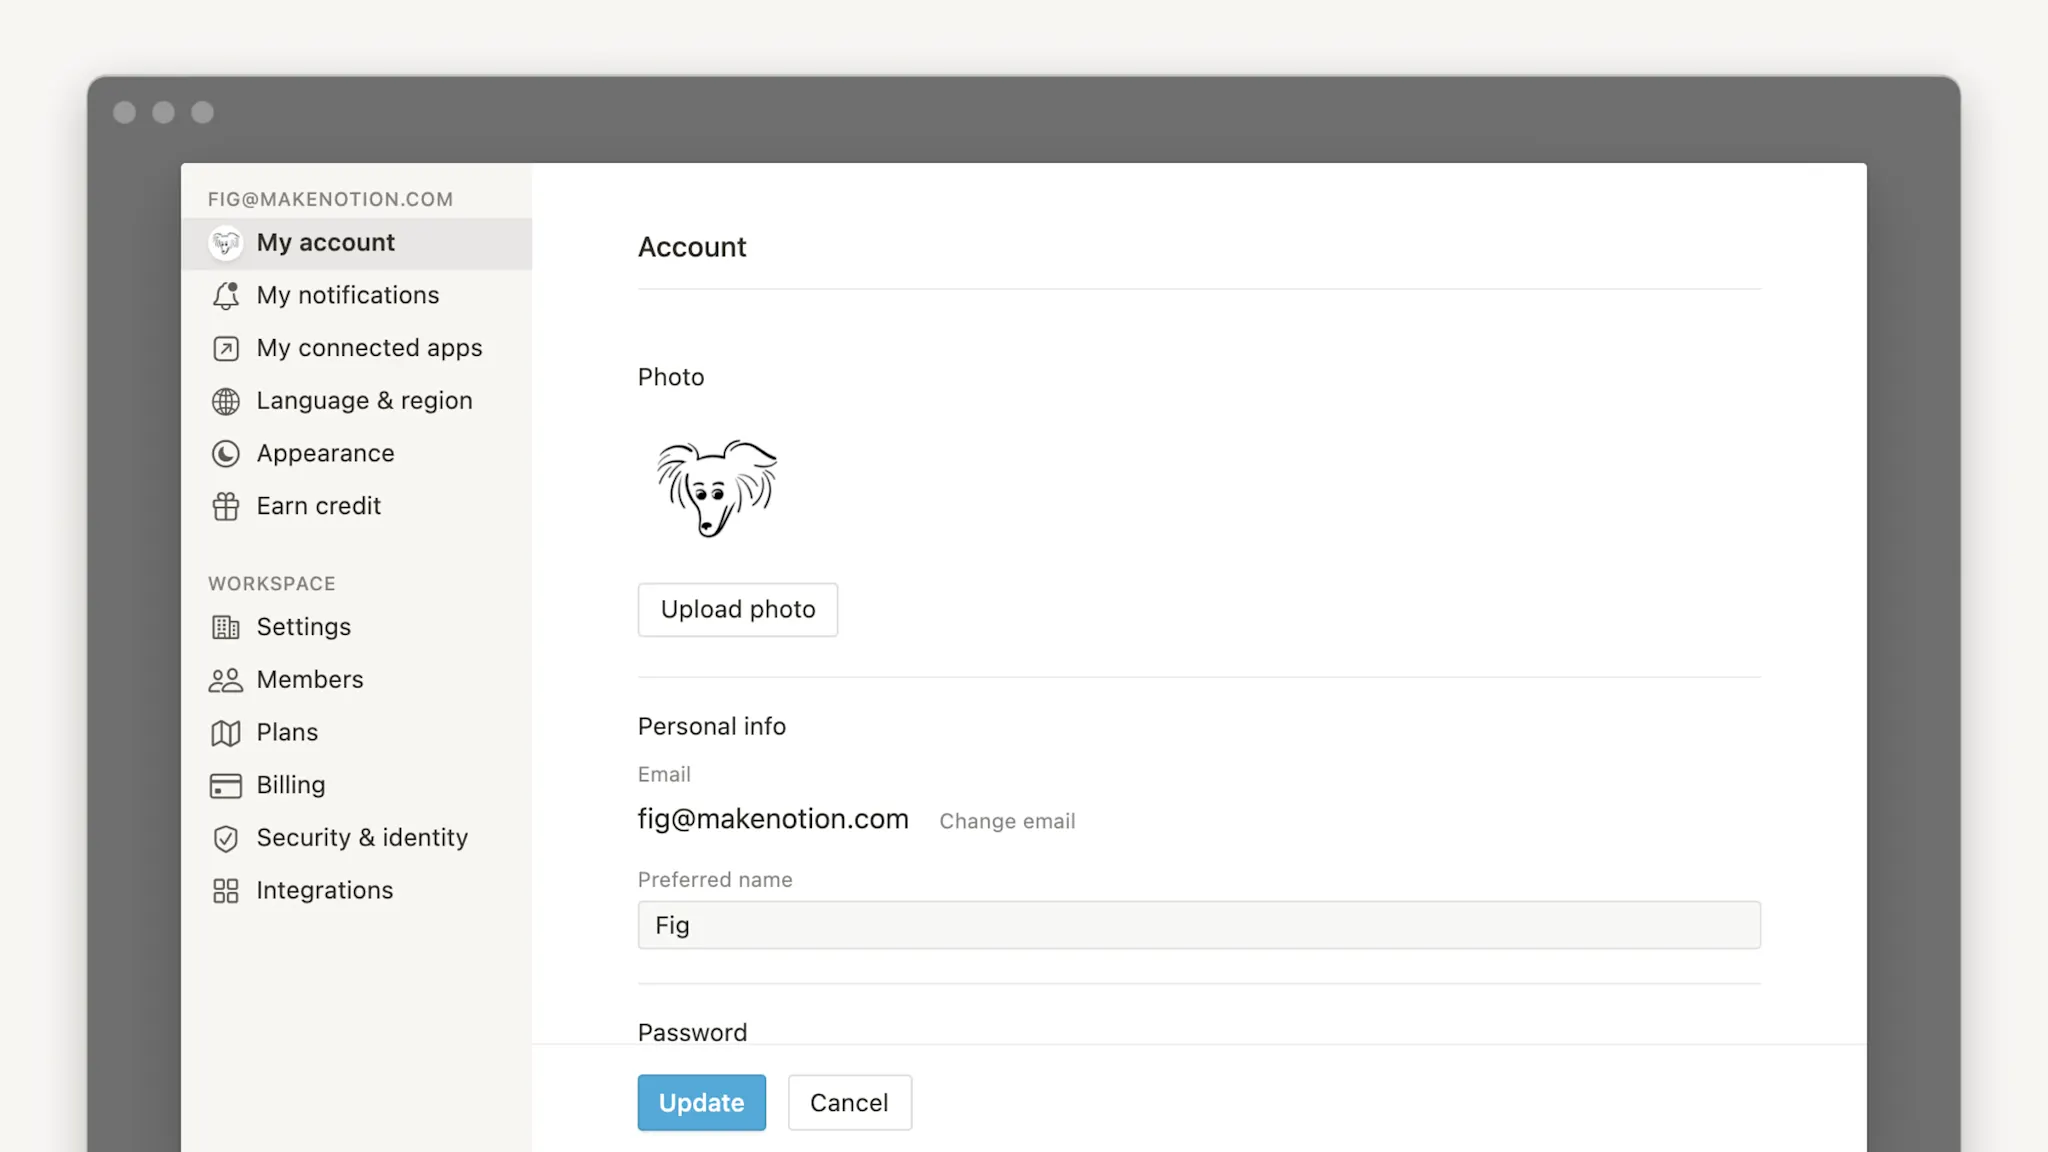 FIG@MAKENOTION.COM
My account
My notifications
My connected apps
Language & region
Appearance
Earn credit
WORKSPACE
Settings
Members
Plans
Billing
Security & identity
Integrations
Account
Photo
Upload photo
Personal info
Email
fig@makenotion.com Change email
Preferred name
Fig
Password
Update Cancel